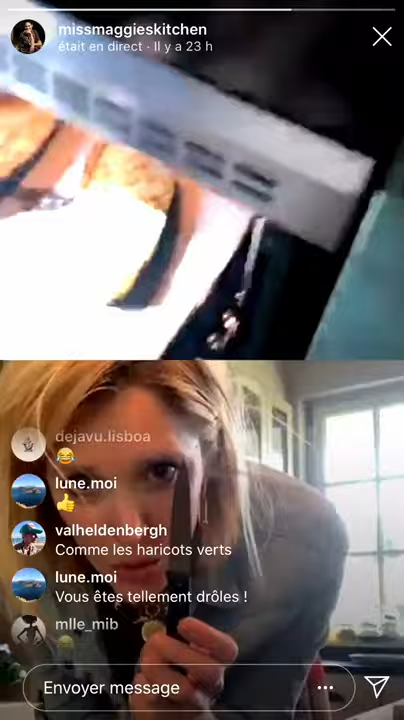 missmaggieskitchen
était en direct · Il y a 23 h
dejavu.lisboa
😂
lune.moi
👍
valheldenbergh
Comme les haricots verts
lune.moi
Vous êtes tellement drôles !
mlle_mib
😂
Envoyer message